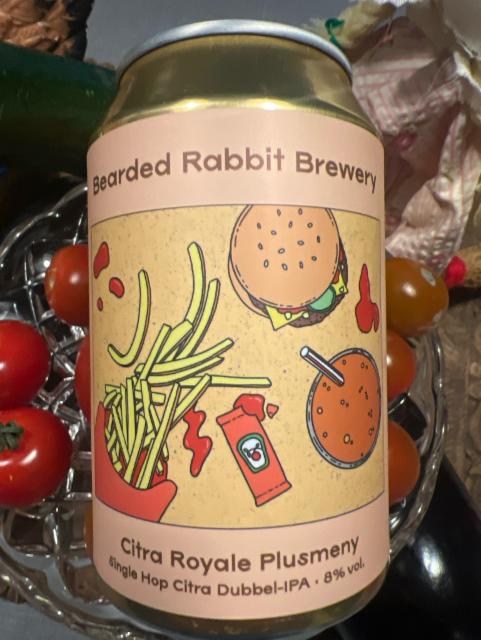 Bearded Rabbit Brewery
Citra Royale Plusmeny
Single Hop Citra Dubbel-IPA · 8% vol.